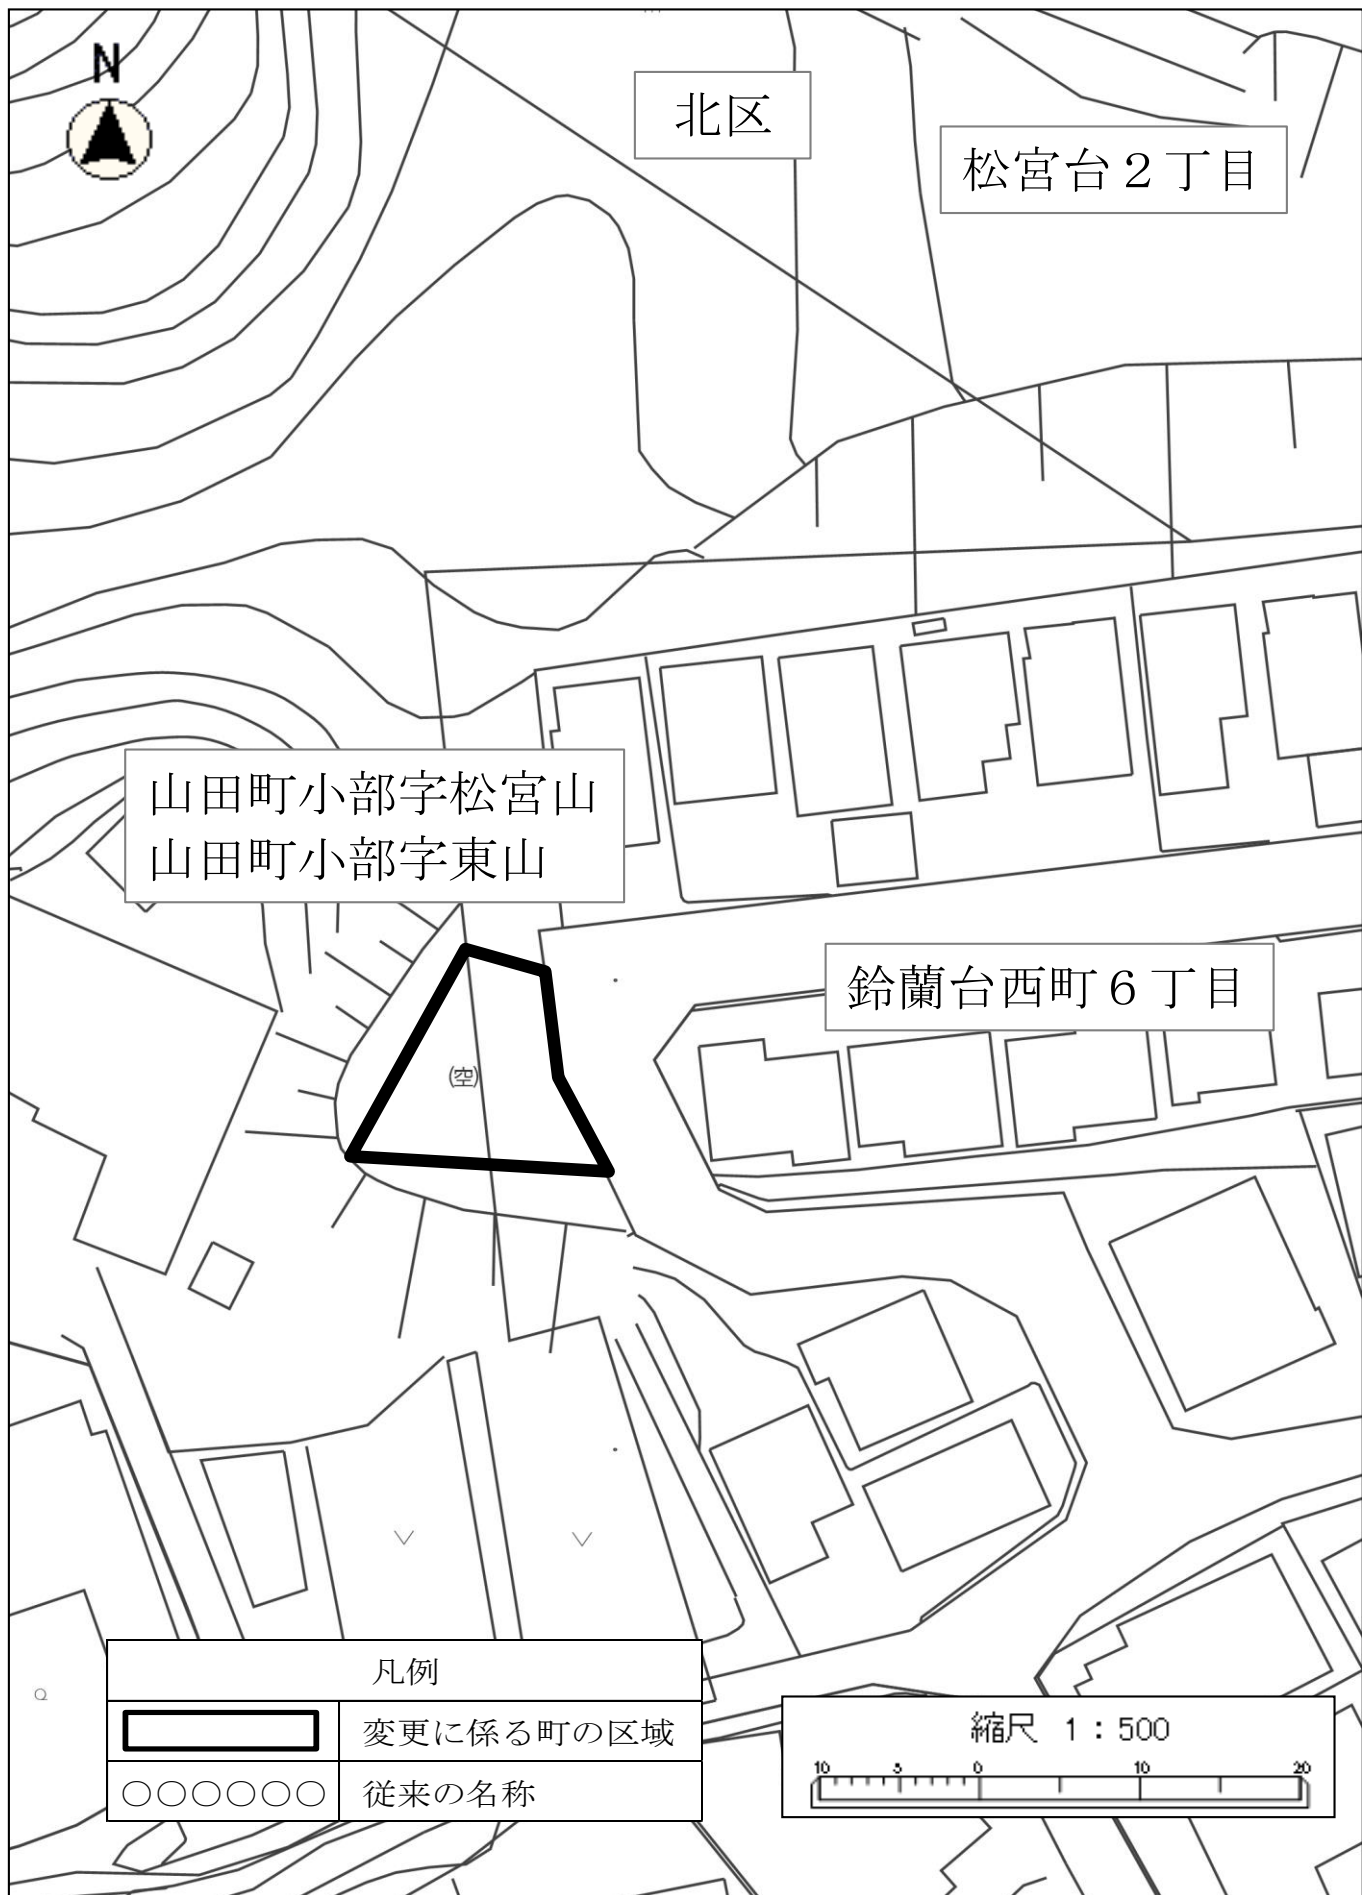 N
北区
松宮台２丁目
山田町小部字松宮山
山田町小部字東山
鈴蘭台西町６丁目
(空)
凡例
変更に係る町の区域
○○○○○○ 従来の名称
縮尺 1：500
10 5 0 10 20